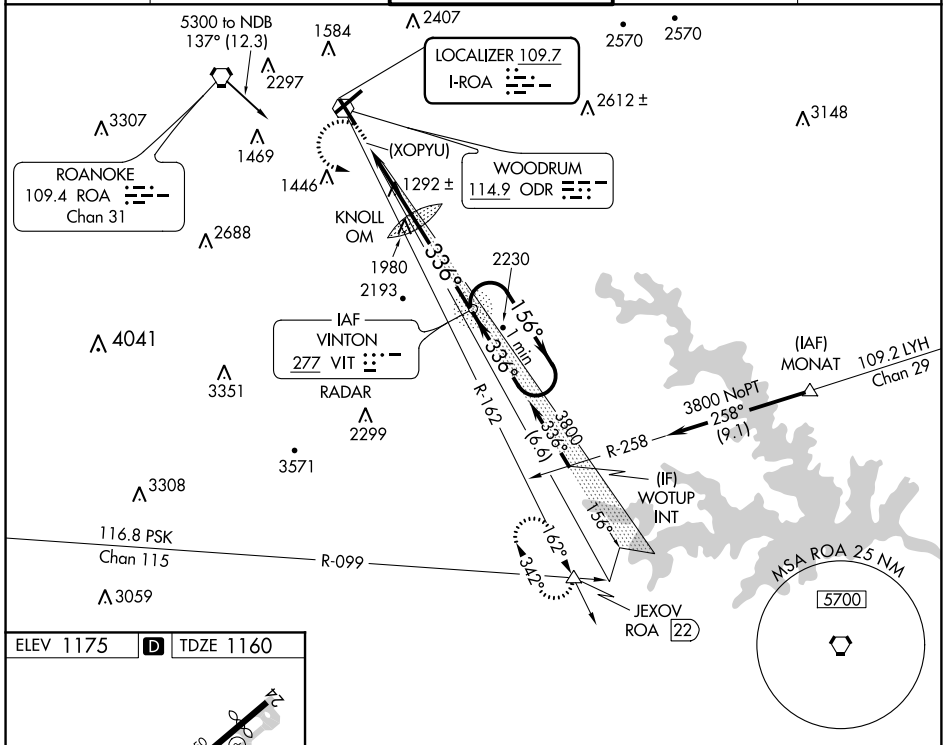 5300 to NDB
137° (12.3)
2297
1584
2407
2570
2570
LOCALIZER 109.7
I-ROA
2612 ±
3148
3307
1469
ROANOKE
109.4 ROA
Chan 31
(XOPYU)
1446
1292 ±
WOODRUM
114.9 ODR
KNOLL
OM
1980
2688
2193
336°
2230
IAF
VINTON
277 VIT
RADAR
156°
1 min
336°
4041
3351
2299
3571
R-162
(IAF)
MONAT
109.2 LYH
Chan 29
3800 NoPT
258°
(9.1)
R-258
3800
336°
(6.6)
(IF)
WOTUP
INT
156°
3308
116.8 PSK
Chan 115
R-099
162°
342°
3059
JEXOV
ROA 22
MSA ROA 25 NM
5700
ELEV 1175
D
TDZE 1160
24